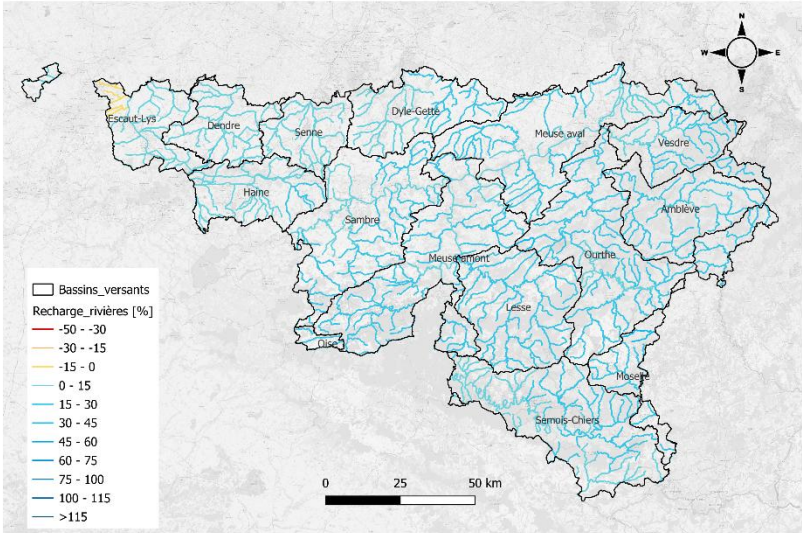 N
W E
S
Escaut-Lys
Dendre
Senne
Dyle-Gette
Meuse aval
Vesdre
Haine
Sambre
Amblève
Meuse amont
Ourthe
Lesse
Oise
Moselle
Semois-Chiers
Bassins_versants
Recharge_rivières [%]
-50 - -30
-30 - -15
-15 - 0
0 - 15
15 - 30
30 - 45
45 - 60
60 - 75
75 - 100
100 - 115
>115
0 25 50 km